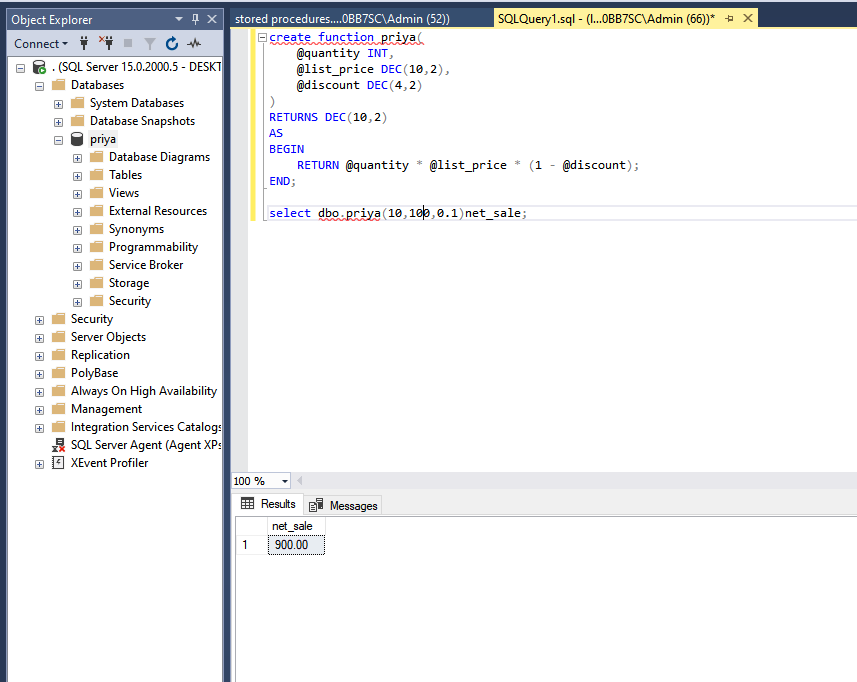 Object Explorer
Connect
. (SQL Server 15.0.2000.5 - DESKT
Databases
System Databases
Database Snapshots
priya
Database Diagrams
Tables
Views
External Resources
Synonyms
Programmability
Service Broker
Storage
Security
Security
Server Objects
Replication
PolyBase
Always On High Availability
Management
Integration Services Catalogs
SQL Server Agent (Agent XPs
XEvent Profiler
stored procedures....0BB7SC\Admin (52))
SQLQuery1.sql - (l...0BB7SC\Admin (66))*
create function priya(
@quantity INT,
@list_price DEC(10,2),
@discount DEC(4,2)
)
RETURNS DEC(10,2)
AS
BEGIN
RETURN @quantity * @list_price * (1 - @discount);
END;
select dbo.priya(10,100,0.1)net_sale;
100 %
Results
Messages
net_sale
1 900.00